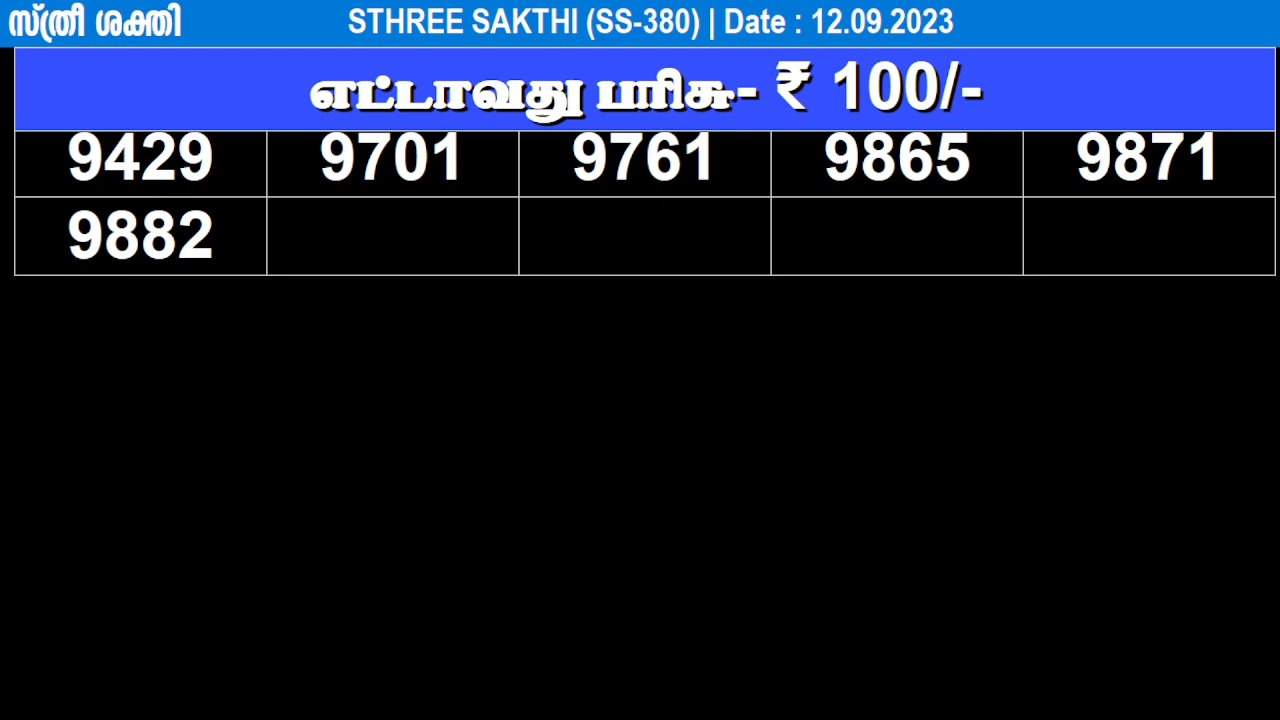 സ്ത്രീ ശക്തി STHREE SAKTHI (SS-380) | Date : 12.09.2023
எட்டாவது பரிசு- ₹ 100/-
9429 9701 9761 9865 9871
9882